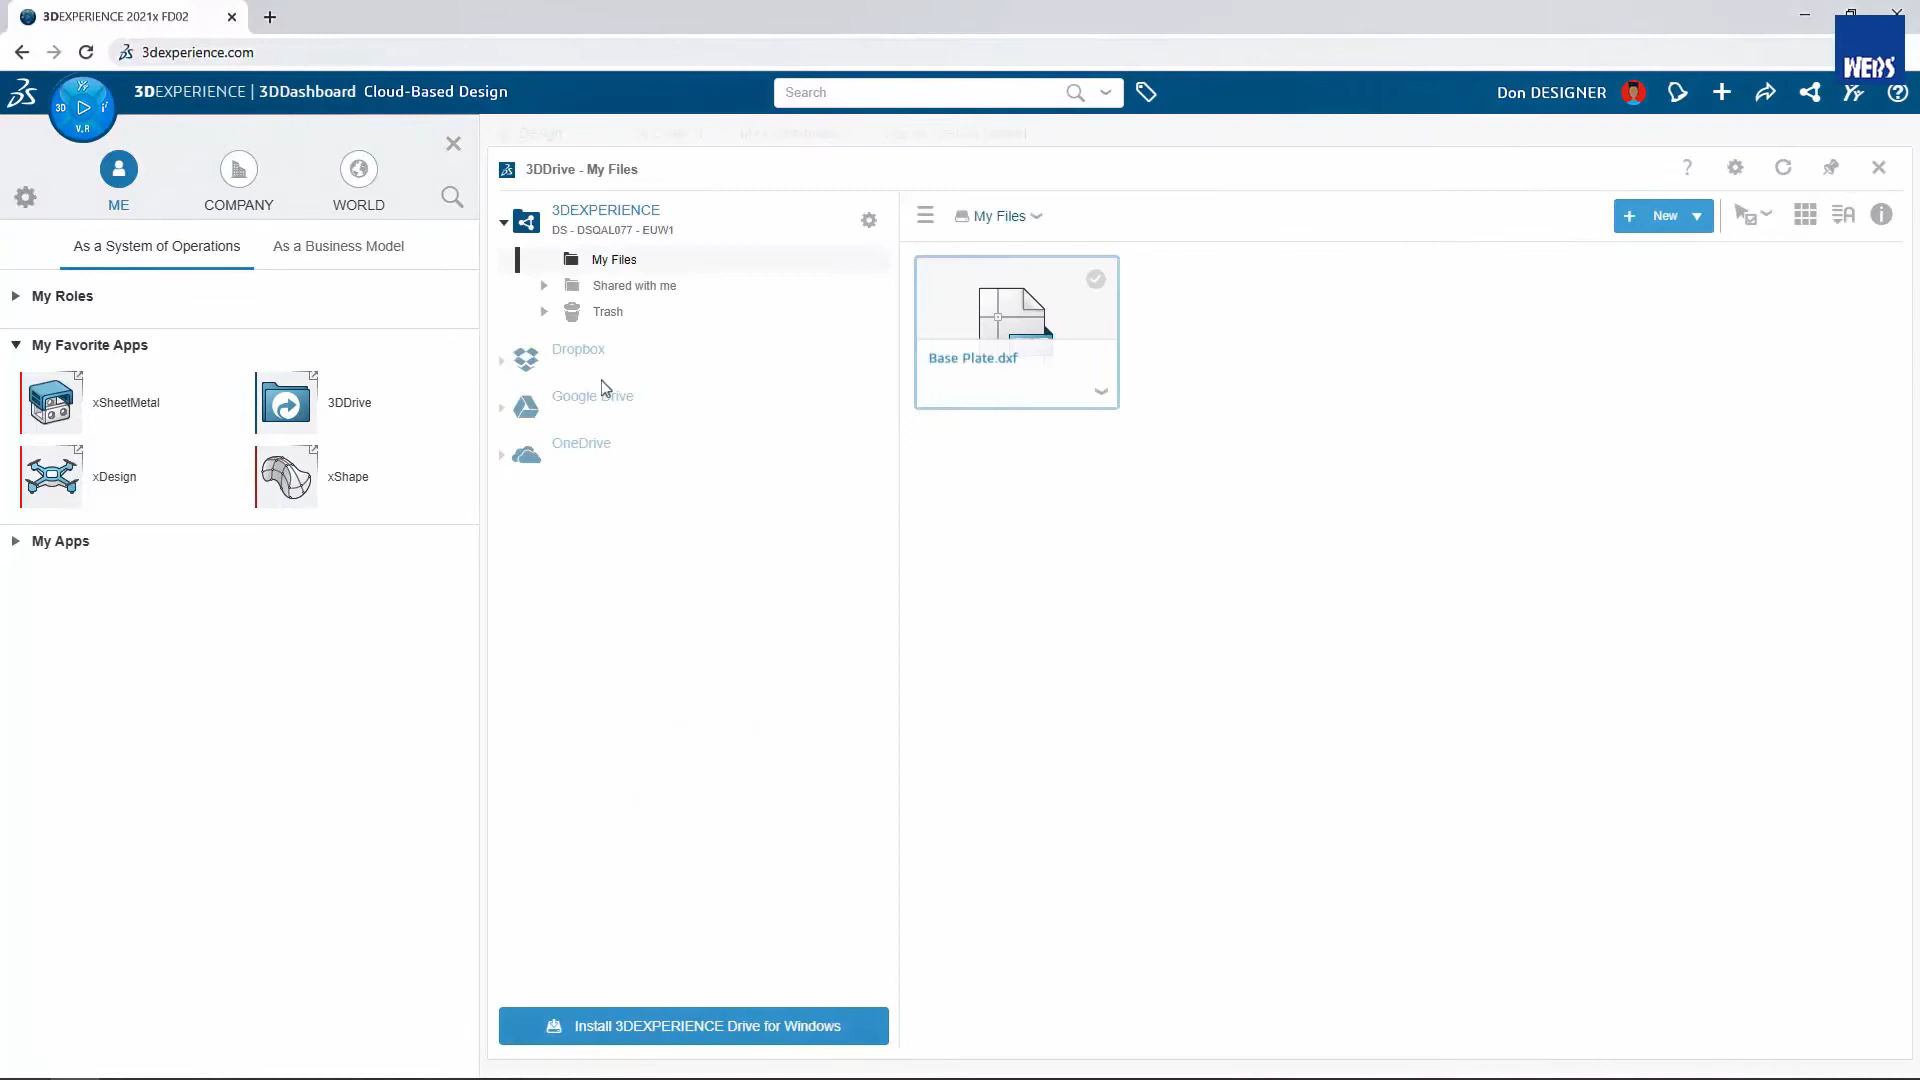 3DEXPERIENCE 2021x FD02
3dexperience.com
WEDS
3DEXPERIENCE | 3DDashboard Cloud-Based Design
Search
Don DESIGNER
3D
V.R
ME
COMPANY
WORLD
As a System of Operations
As a Business Model
My Roles
My Favorite Apps
xSheetMetal
3DDrive
xDesign
xShape
My Apps
Design
3DDrive - My Files
3DEXPERIENCE
DS - DSQAL077 - EUW1
My Files
Shared with me
Trash
Dropbox
Google Drive
OneDrive
Install 3DEXPERIENCE Drive for Windows
My Files
+ New
Base Plate.dxf